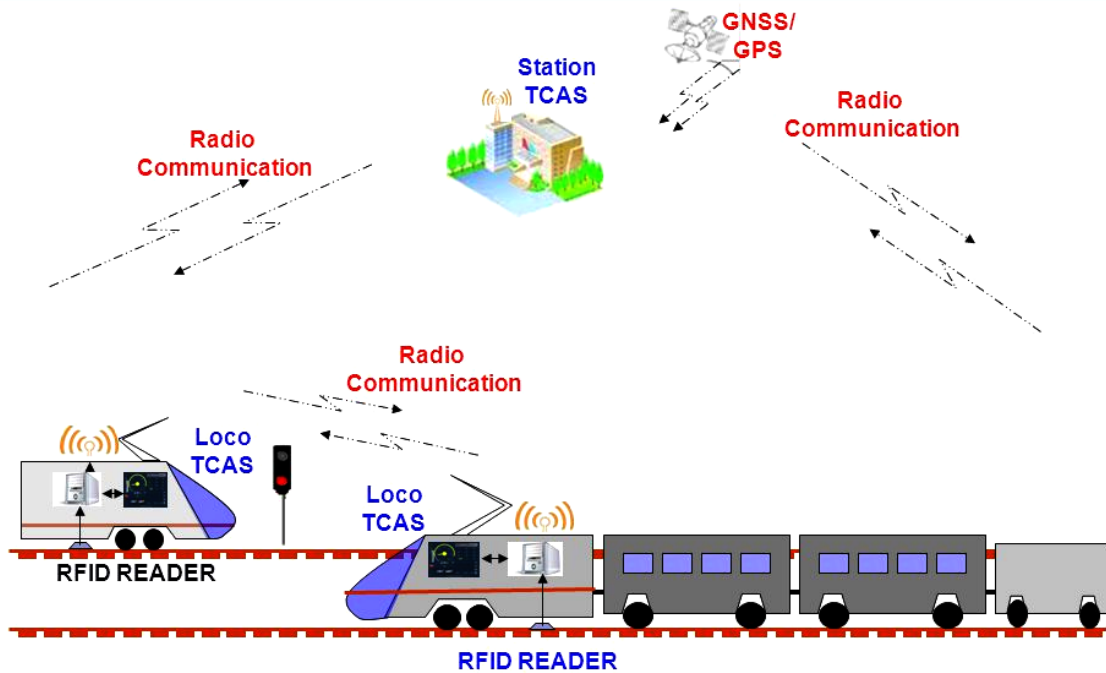 GNSS/
GPS
Station
TCAS
Radio
Communication
Radio
Communication
Radio
Communication
Loco
TCAS
Loco
TCAS
RFID READER
RFID READER